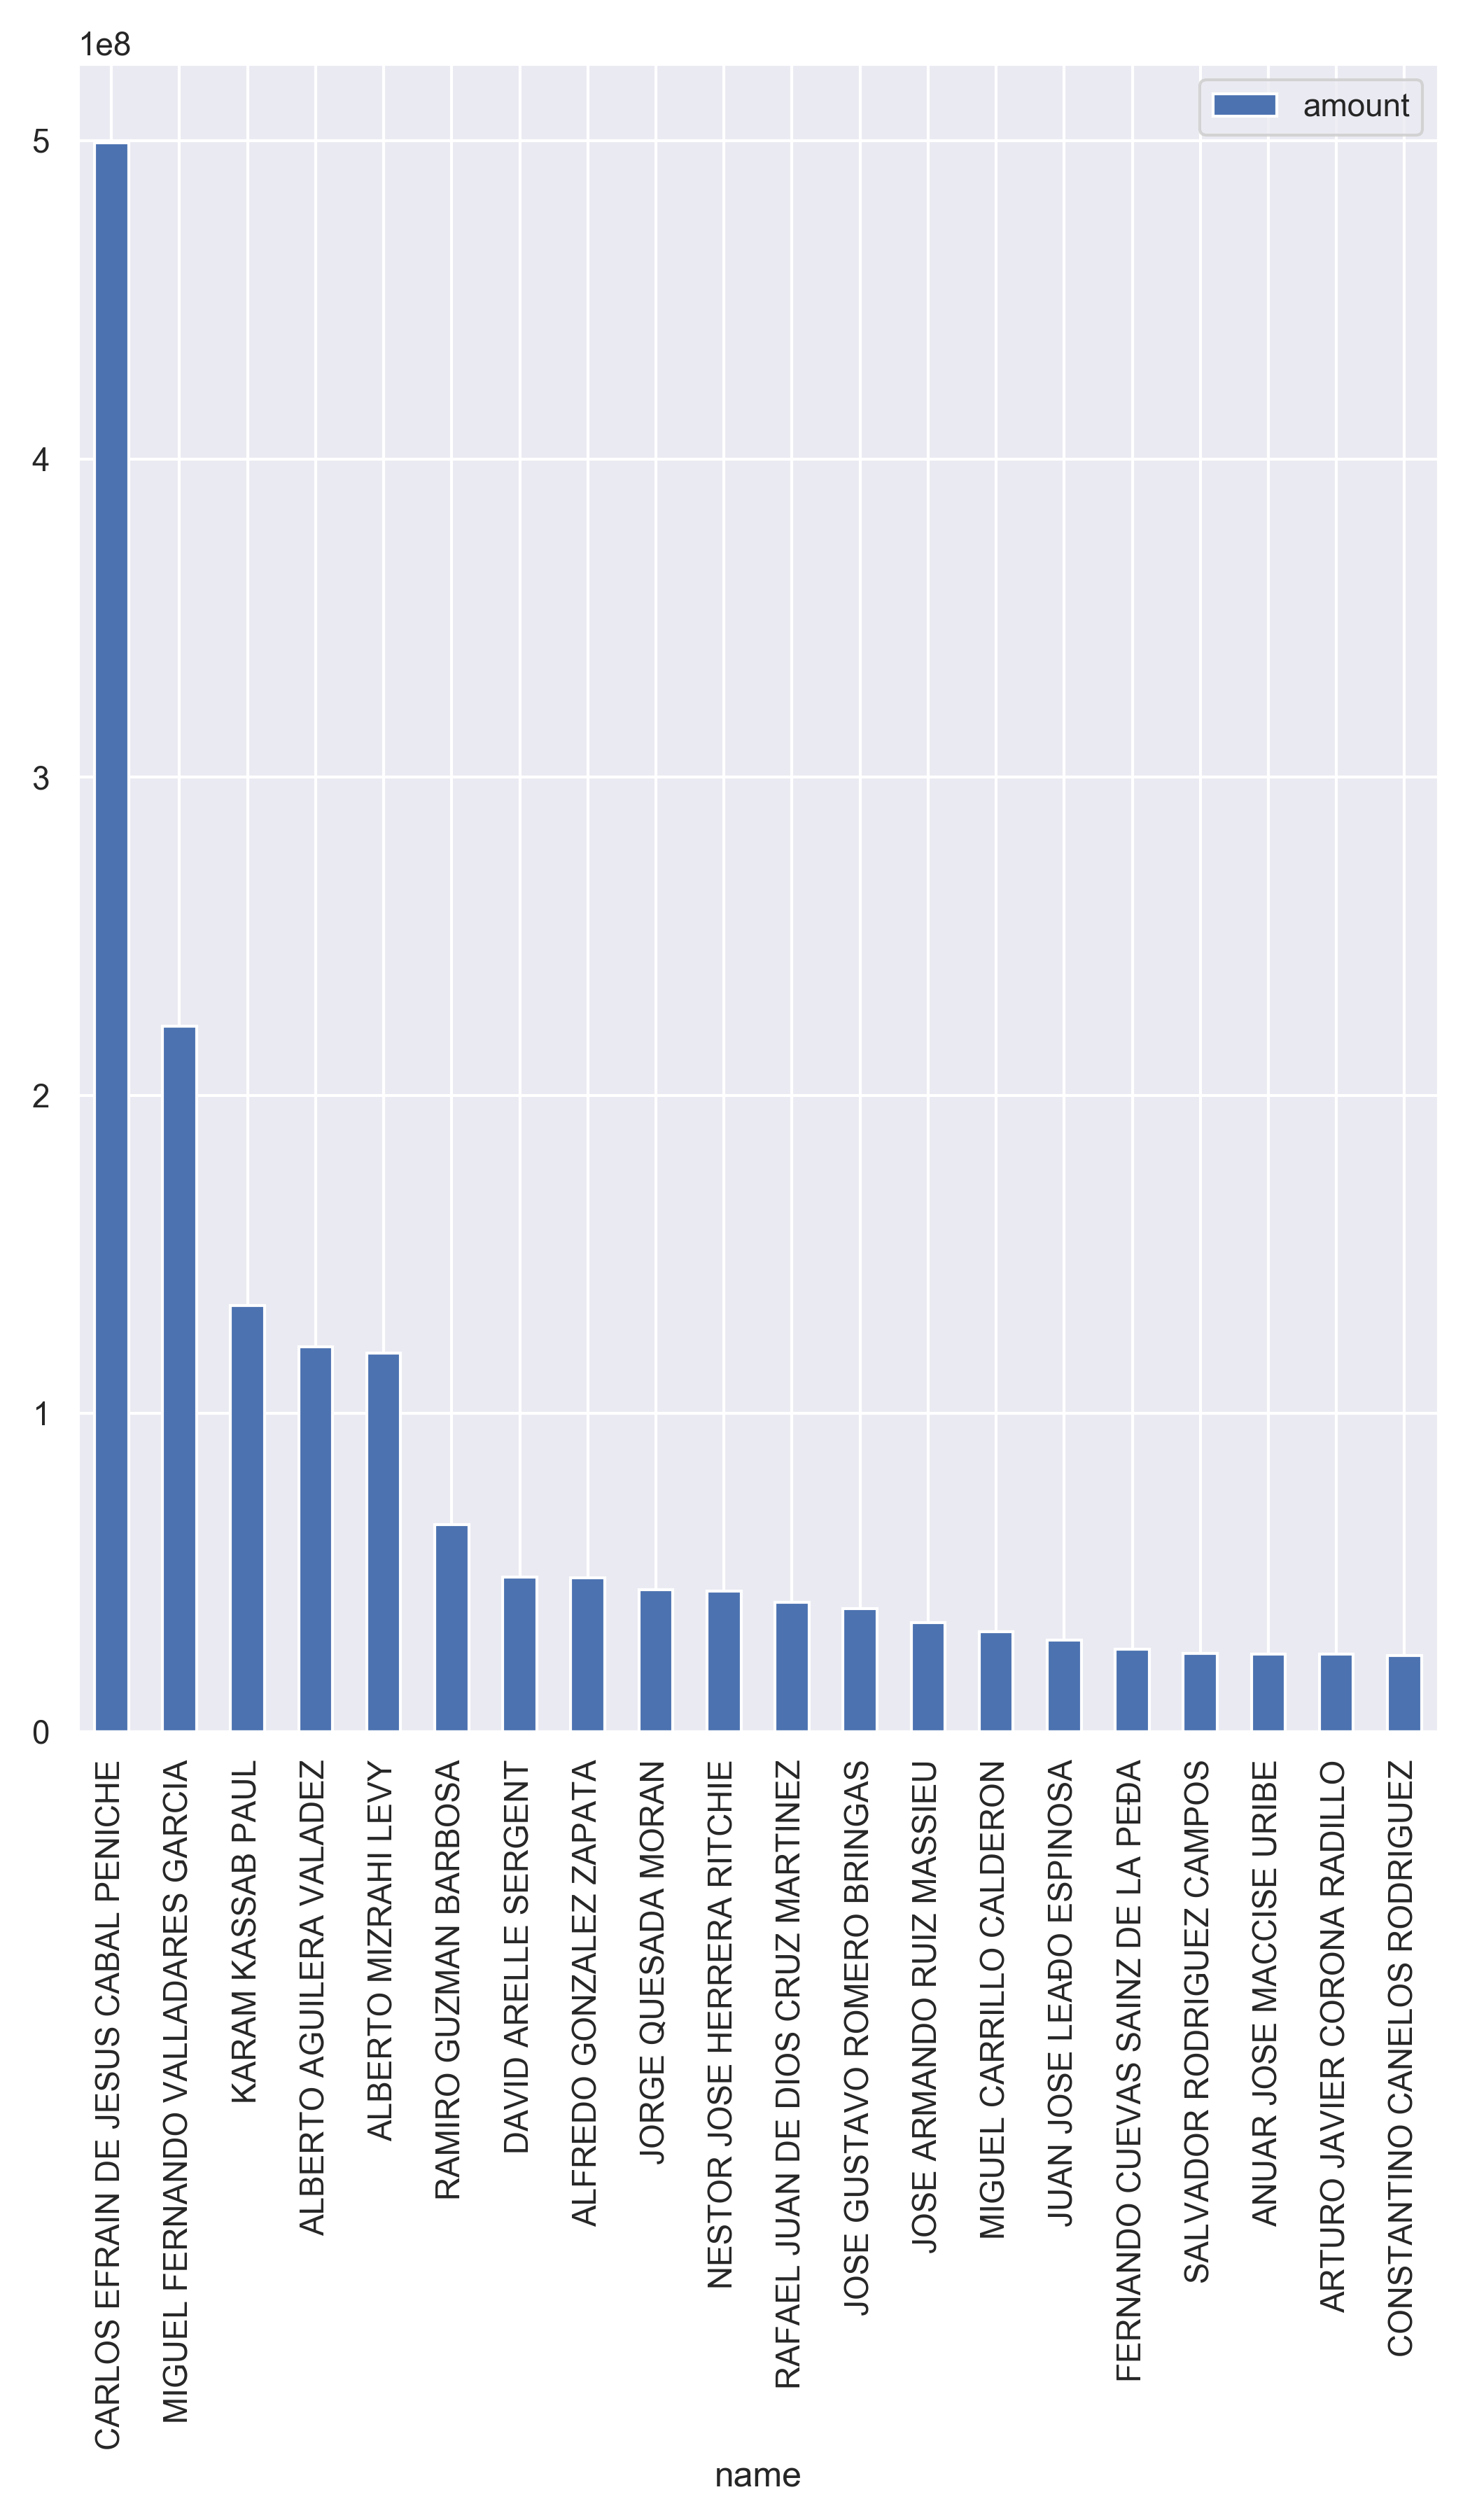 1e8
amount
5
4
3
2
1
0
CARLOS EFRAIN DE JESUS CABAL PENICHE
MIGUEL FERNANDO VALLADARES GARCIA
KARAM KASSAB PAUL
ALBERTO AGUILERA VALADEZ
ALBERTO MIZRAHI LEVY
RAMIRO GUZMAN BARBOSA
DAVID ARELLE SERGENT
ALFREDO GONZALEZ ZAPATA
JORGE QUESADA MORAN
NESTOR JOSE HERRERA RITCHIE
RAFAEL JUAN DE DIOS CRUZ MARTINEZ
JOSE GUSTAVO ROMERO BRINGAS
JOSE ARMANDO RUIZ MASSIEU
MIGUEL CARRILLO CALDERON
JUAN JOSE LEAÐO ESPINOSA
FERNANDO CUEVAS SAINZ DE LA PEÐA
SALVADOR RODRIGUEZ CAMPOS
ANUAR JOSE MACCISE URIBE
ARTURO JAVIER CORONA RADILLO
CONSTANTINO CANELOS RODRIGUEZ
name